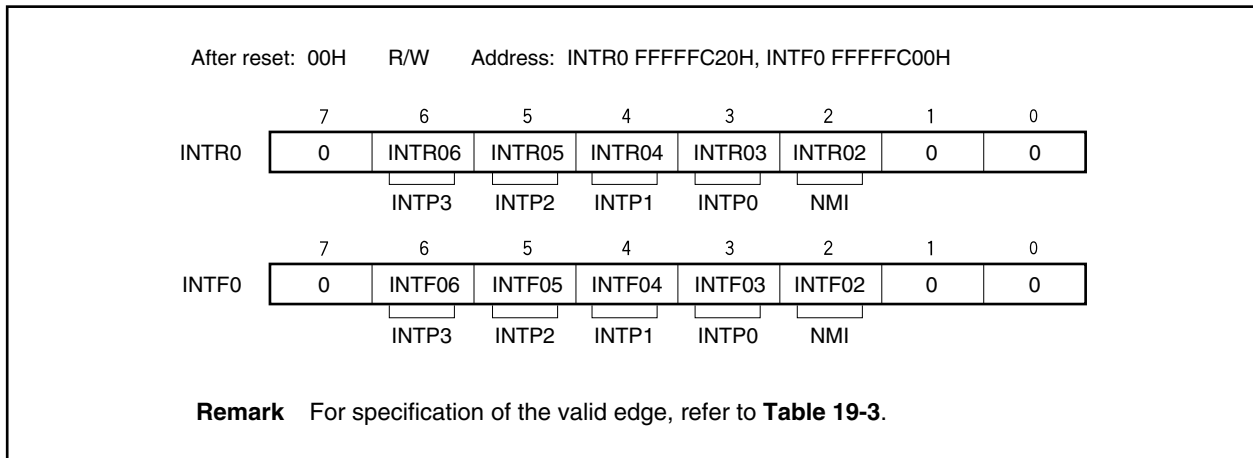 After reset: 00H R/W Address: INTR0 FFFFFC20H, INTF0 FFFFFC00H
7 6 5 4 3 2 1 0
INTR0 0 INTR06 INTR05 INTR04 INTR03 INTR02 0 0
INTP3 INTP2 INTP1 INTP0 NMI
7 6 5 4 3 2 1 0
INTF0 0 INTF06 INTF05 INTF04 INTF03 INTF02 0 0
INTP3 INTP2 INTP1 INTP0 NMI
Remark For specification of the valid edge, refer to Table 19-3.